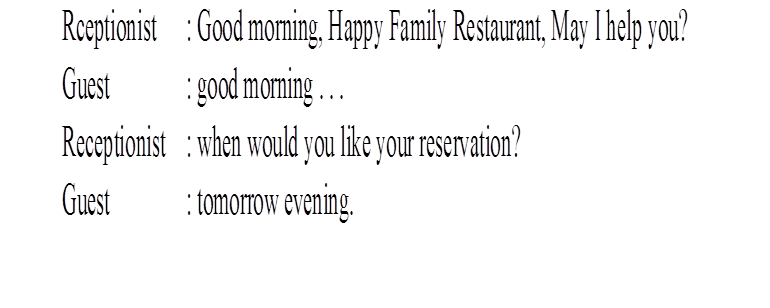 Rceptionist : Good morning, Happy Family Restaurant, May I help you?
Guest : good morning . . .
Receptionist : when would you like your reservation?
Guest : tomorrow evening.